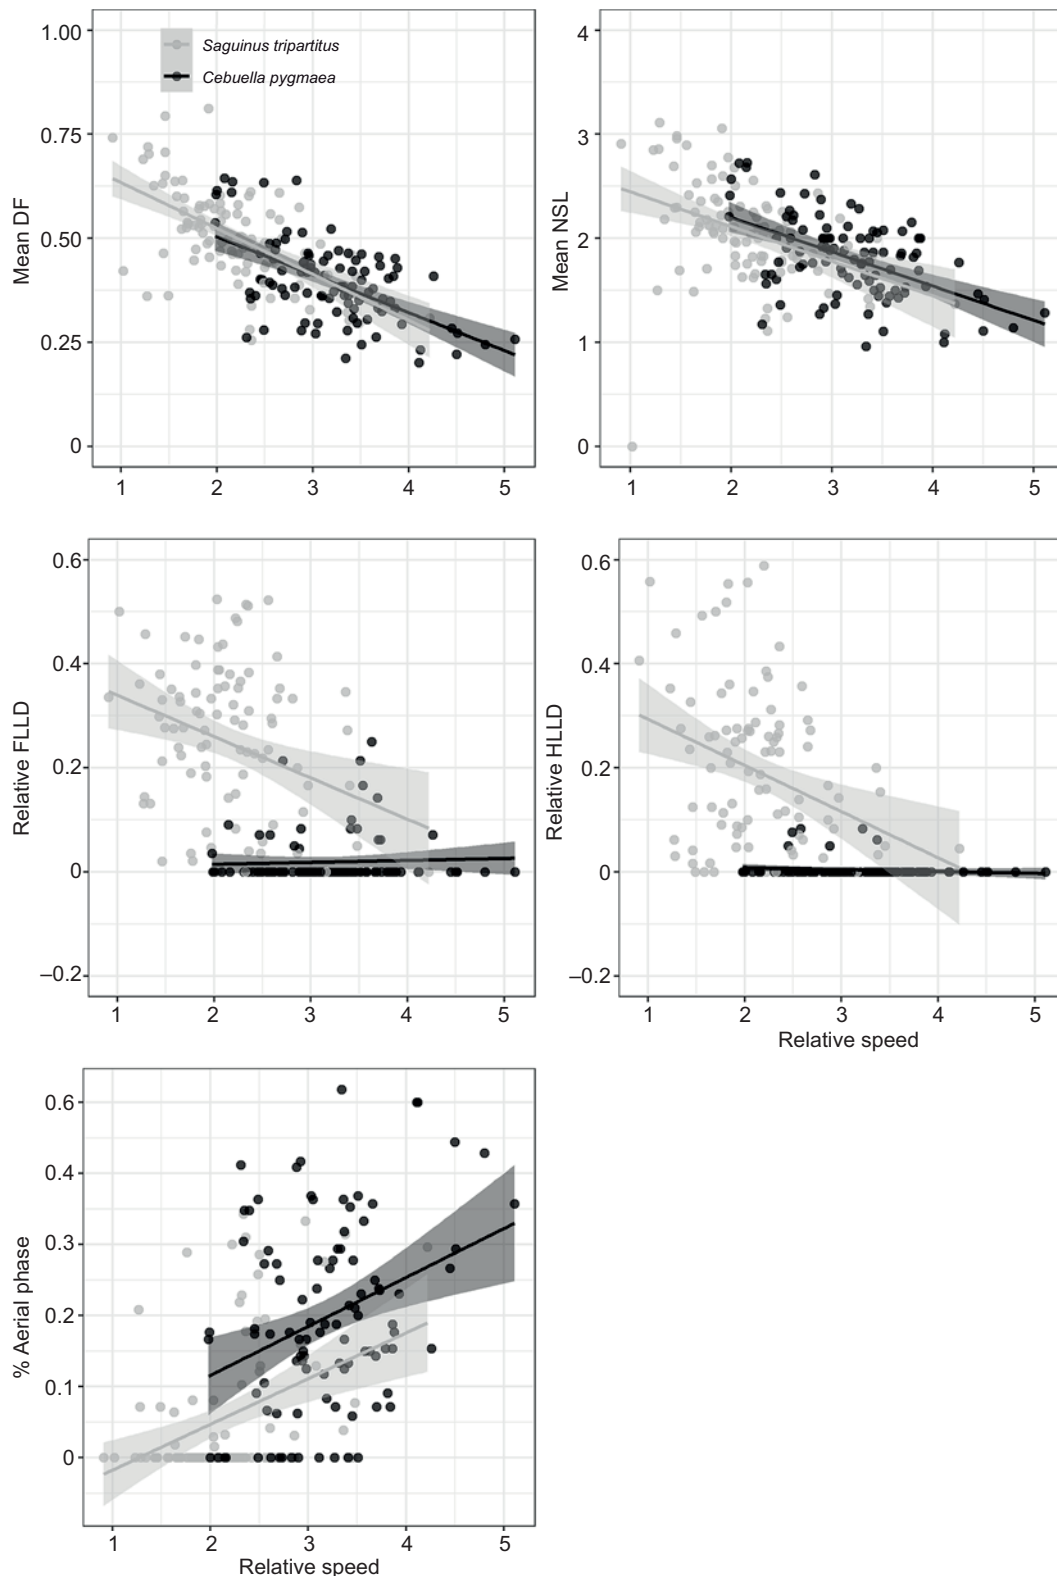 1.00
0.75
0.50
0.25
0
Mean DF
Saguinus tripartitus
Cebuella pygmaea
1 2 3 4 5
4
3
2
1
0
Mean NSL
1 2 3 4 5
0.6
0.4
0.2
0
–0.2
Relative FLLD
1 2 3 4 5
0.6
0.4
0.2
0
–0.2
Relative HLLD
1 2 3 4 5
Relative speed
0.6
0.4
0.3
0.2
0.1
0
% Aerial phase
1 2 3 4 5
Relative speed